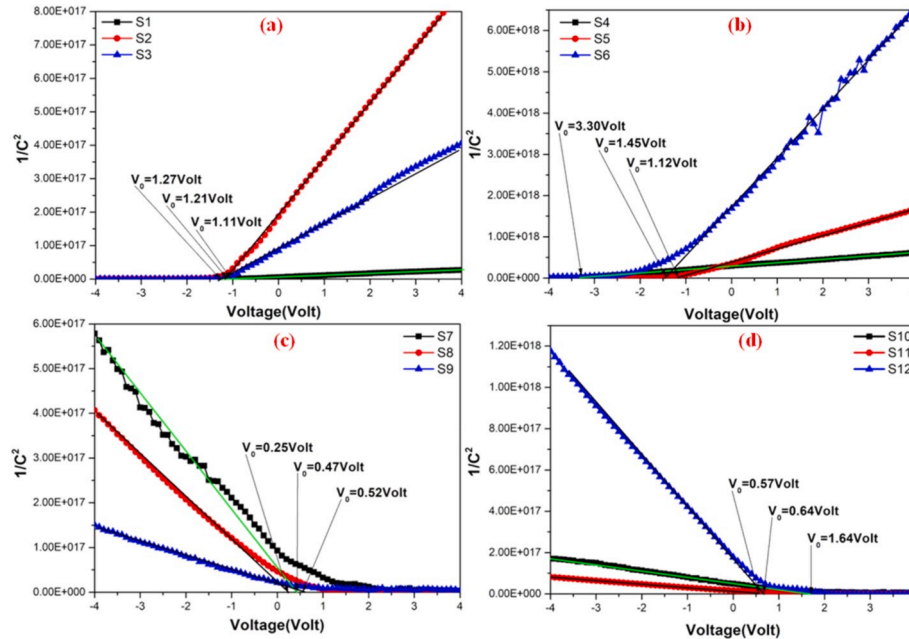 (a)
S1
S2
S3
8.00E+017
7.00E+017
6.00E+017
5.00E+017
4.00E+017
3.00E+017
2.00E+017
1.00E+017
0.00E+000
1/C²
V₀=1.27Volt
V₀=1.21Volt
V₀=1.11Volt
-4 -3 -2 -1 0 1 2 3 4
Voltage(Volt)
(b)
S4
S5
S6
6.00E+018
5.00E+018
4.00E+018
3.00E+018
2.00E+018
1.00E+018
0.00E+000
1/C²
V₀=3.30Volt
V₀=1.45Volt
V₀=1.12Volt
-4 -2 0 2
Voltage(Volt)
(c)
S7
S8
S9
6.00E+017
5.00E+017
4.00E+017
3.00E+017
2.00E+017
1.00E+017
0.00E+000
1/C²
V₀=0.25Volt
V₀=0.47Volt
V₀=0.52Volt
-4 -3 -2 -1 0 1 2 3 4
Voltage(Volt)
(d)
S10
S11
S12
1.20E+018
1.00E+018
8.00E+017
6.00E+017
4.00E+017
2.00E+017
0.00E+000
1/C²
V₀=0.57Volt
V₀=0.64Volt
V₀=1.64Volt
-4 -3 -2 -1 0 1 2 3
Voltage(Volt)